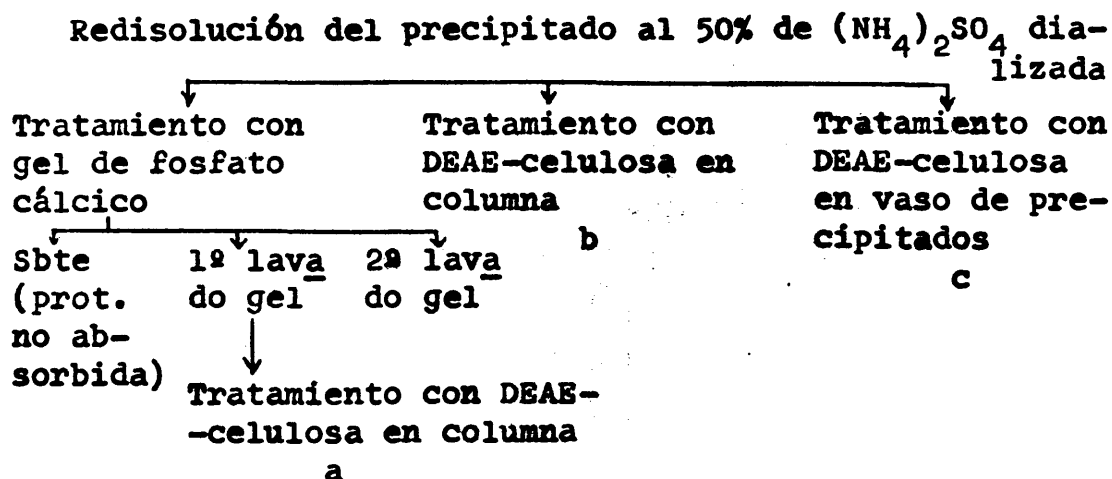 Redisolución del precipitado al 50% de (NH4)2SO4 dia-
lizada
Tratamiento con
gel de fosfato
cálcico
Tratamiento con
DEAE-celulosa en
columna
b
Tratamiento con
DEAE-celulosa
en vaso de pre-
cipitados
c
Sbte
(prot.
no ab-
sorbida)
1º lava
do gel
2º lava
do gel
Tratamiento con DEAE-
-celulosa en columna
a